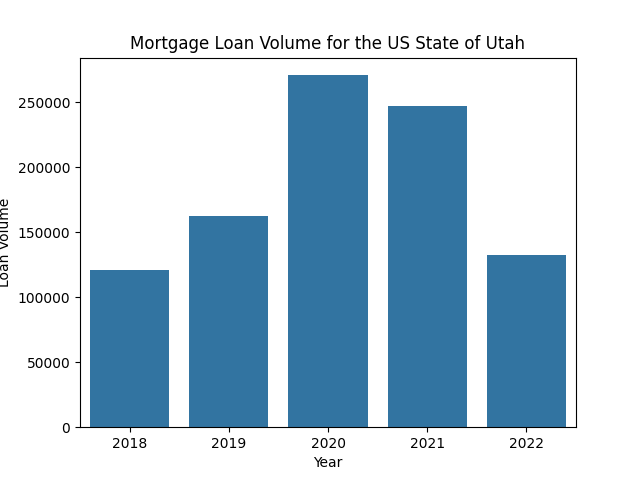 Mortgage Loan Volume for the US State of Utah
250000
200000
150000
100000
50000
0
Loan Volume
2018 2019 2020 2021 2022
Year